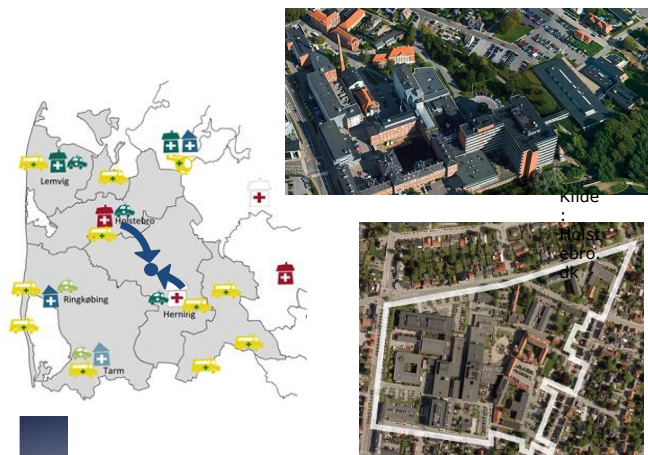 Lemvig
Holstebro
Ringkøbing
Herning
Tarm
Kilde
:
Holst
ebro.
dk